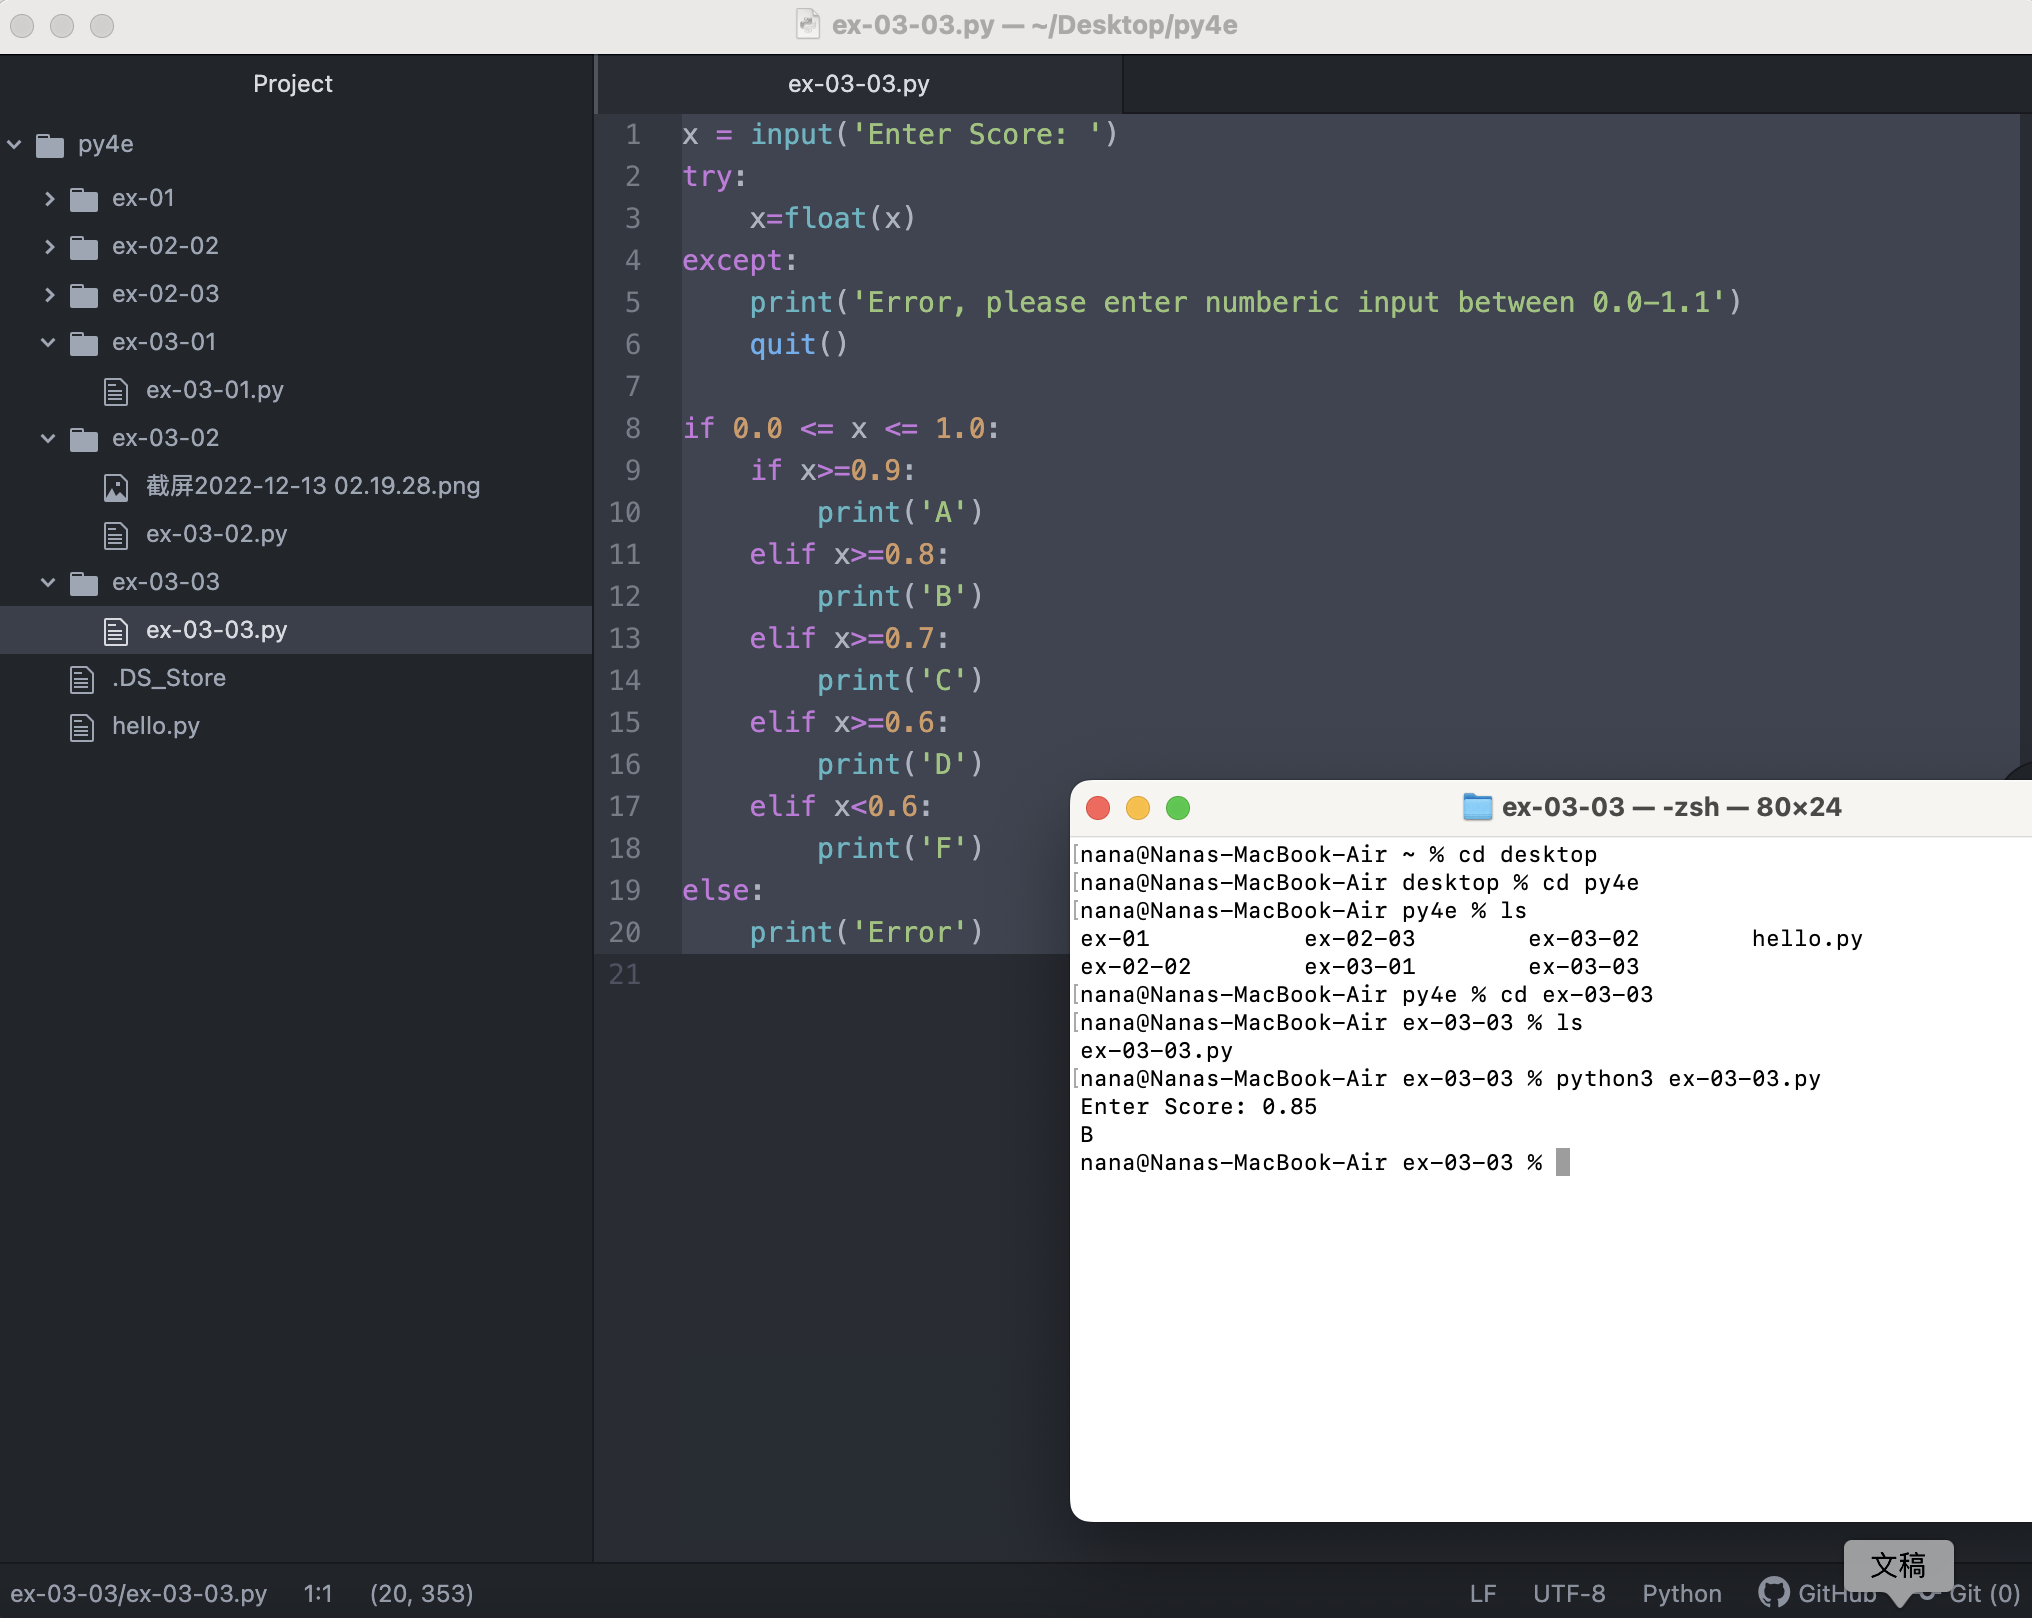 ex-03-03.py — ~/Desktop/py4e
Project
py4e
ex-01
ex-02-02
ex-02-03
ex-03-01
ex-03-01.py
ex-03-02
截屏2022-12-13 02.19.28.png
ex-03-02.py
ex-03-03
ex-03-03.py
.DS_Store
hello.py
ex-03-03.py
1 x = input('Enter Score: ')
2 try:
3     x=float(x)
4 except:
5     print('Error, please enter numberic input between 0.0-1.1')
6     quit()
7
8 if 0.0 <= x <= 1.0:
9     if x>=0.9:
10         print('A')
11     elif x>=0.8:
12         print('B')
13     elif x>=0.7:
14         print('C')
15     elif x>=0.6:
16         print('D')
17     elif x<0.6:
18         print('F')
19 else:
20     print('Error')
21
ex-03-03 — -zsh — 80×24
[nana@Nanas-MacBook-Air ~ % cd desktop
[nana@Nanas-MacBook-Air desktop % cd py4e
[nana@Nanas-MacBook-Air py4e % ls
ex-01 ex-02-03 ex-03-02 hello.py
ex-02-02 ex-03-01 ex-03-03
[nana@Nanas-MacBook-Air py4e % cd ex-03-03
[nana@Nanas-MacBook-Air ex-03-03 % ls
ex-03-03.py
[nana@Nanas-MacBook-Air ex-03-03 % python3 ex-03-03.py
Enter Score: 0.85
B
nana@Nanas-MacBook-Air ex-03-03 %
文稿
ex-03-03/ex-03-03.py 1:1 (20, 353) LF UTF-8 Python GitHub Git (0)